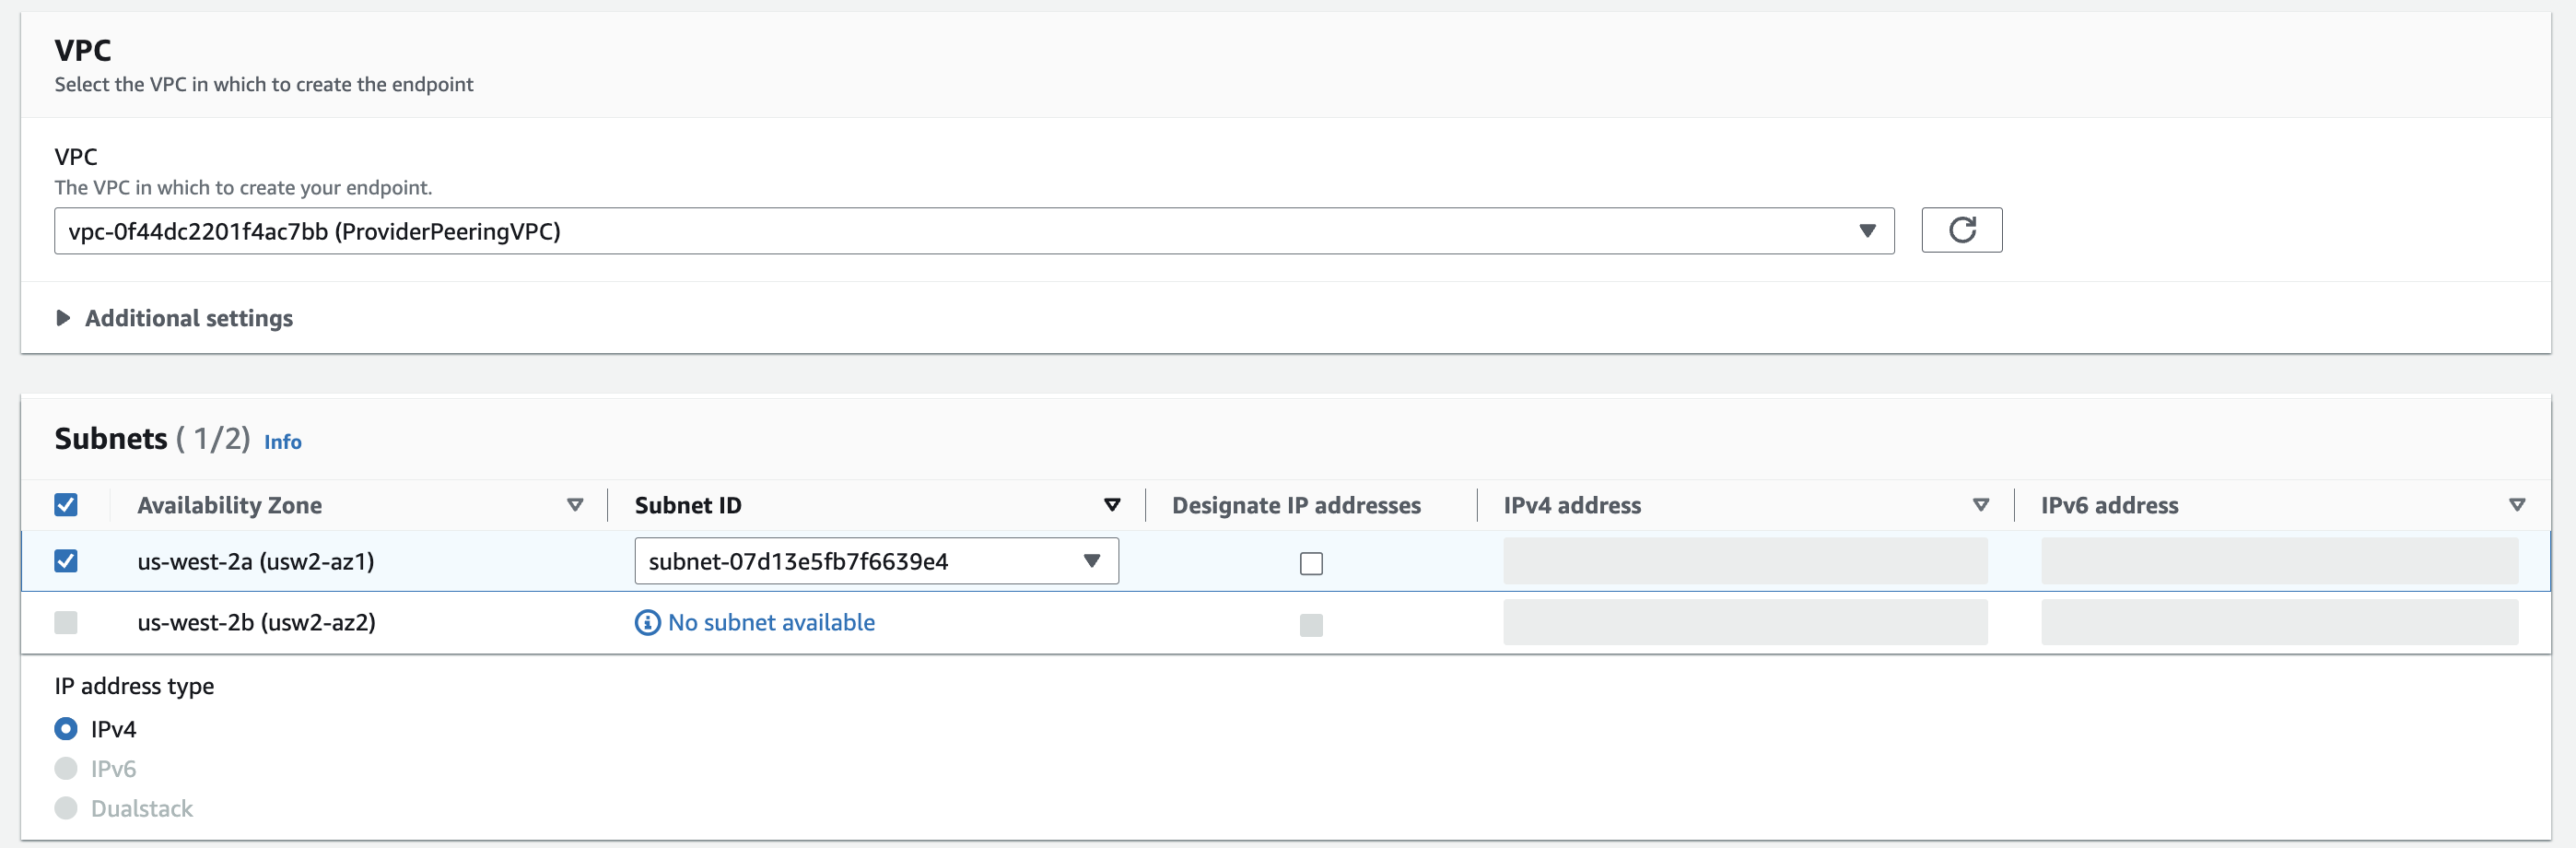 VPC
Select the VPC in which to create the endpoint
VPC
The VPC in which to create your endpoint.
vpc-0f44dc2201f4ac7bb (ProviderPeeringVPC)
Additional settings
Subnets ( 1/2) Info
Availability Zone Subnet ID Designate IP addresses IPv4 address IPv6 address
us-west-2a (usw2-az1) subnet-07d13e5fb7f6639e4
us-west-2b (usw2-az2) No subnet available
IP address type
IPv4
IPv6
Dualstack